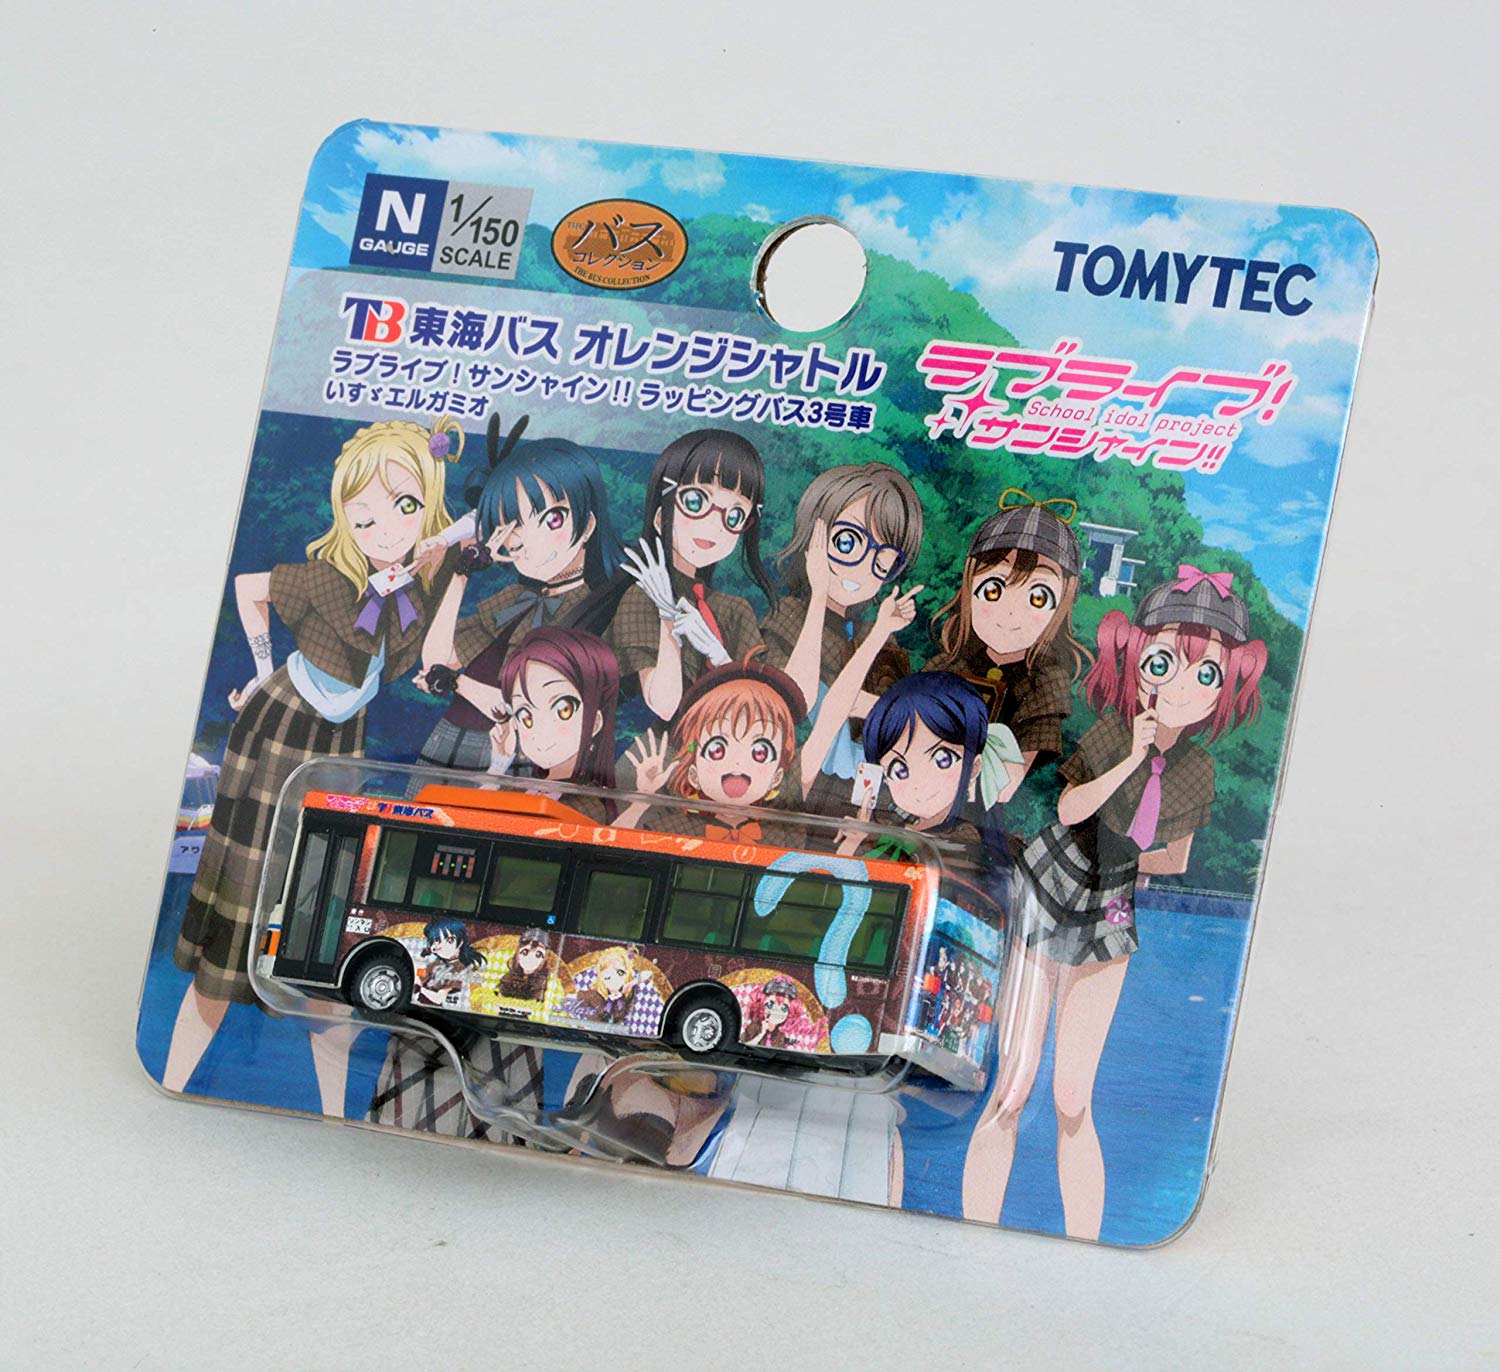 N
GAUGE
1/150
SCALE
THE
バス
コレクション
THE BUS COLLECTION
TOMYTEC
TB 東海バス オレンジシャトル
ラブライブ!サンシャイン!! ラッピングバス3号車
いすゞエルガミオ
ラブライブ!
School idol project
サンシャイン!!
東海バス
?